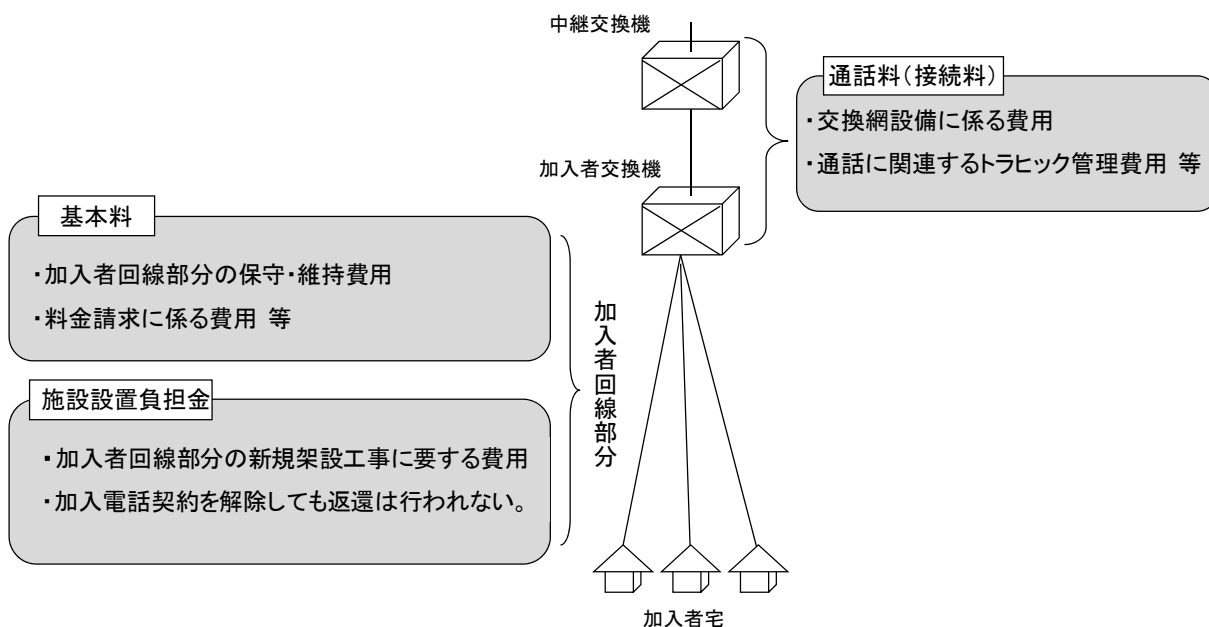 中継交換機
通話料(接続料)
・交換網設備に係る費用
・通話に関連するトラヒック管理費用 等
加入者交換機
基本料
・加入者回線部分の保守・維持費用
・料金請求に係る費用 等
加入者回線部分
施設設置負担金
・加入者回線部分の新規架設工事に要する費用
・加入電話契約を解除しても返還は行われない。
加入者宅